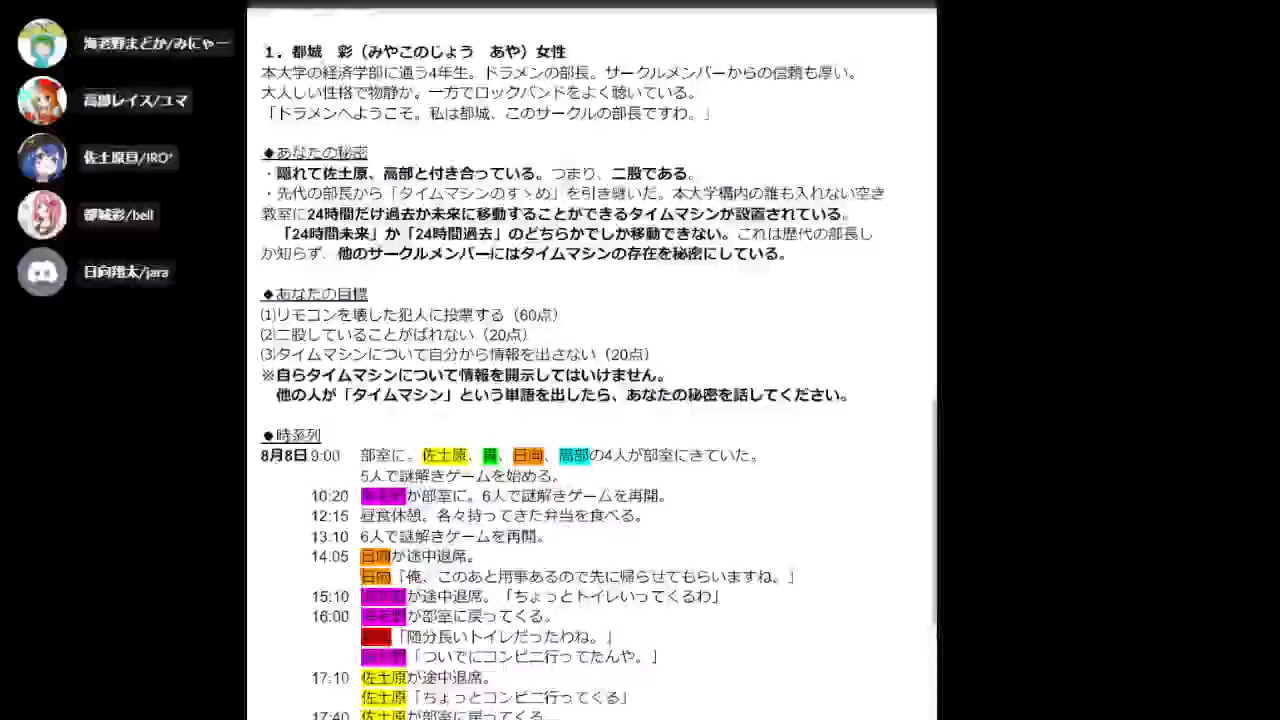 海老野まどか/みにゃー
高部レイス/ユマ
佐土原亘/IRO*
都城彩/bell
日向翔太/jara
１．都城　彩（みやこのじょう　あや）女性
本大学の経済学部に通う4年生。ドラメンの部長。サークルメンバーからの信頼も厚い。
大人しい性格で物静か。一方でロックバンドをよく聴いている。
「ドラメンへようこそ。私は都城、このサークルの部長ですわ。」
◆あなたの秘密
・隠れて佐土原、高部と付き合っている。つまり、二股である。
・先代の部長から「タイムマシンのすゝめ」を引き継いだ。本大学構内の誰も入れない空き
教室に24時間だけ過去か未来に移動することができるタイムマシンが設置されている。
「24時間未来」か「24時間過去」のどちらかでしか移動できない。これは歴代の部長し
か知らず、他のサークルメンバーにはタイムマシンの存在を秘密にしている。
◆あなたの目標
⑴リモコンを壊した犯人に投票する（60点）
⑵二股していることがばれない（20点）
⑶タイムマシンについて自分から情報を出さない（20点）
※自らタイムマシンについて情報を開示してはいけません。
他の人が「タイムマシン」という単語を出したら、あなたの秘密を話してください。
◆時系列
8月8日 9:00 部室に。佐土原、、日向、高部の4人が部室にきていた。
5人で謎解きゲームを始める。
10:20 海老野が部室に。6人で謎解きゲームを再開。
12:15 昼食休憩。各々持ってきた弁当を食べる。
13:10 6人で謎解きゲームを再開。
14:05 日向が途中退席。
日向「俺、このあと用事あるので先に帰らせてもらいますね。」
15:10 海老野が途中退席。「ちょっとトイレいってくるわ」
16:00 海老野が部室に戻ってくる。
都城「随分長いトイレだったわね。」
海老野「ついでにコンビニ行ってたんや。」
17:10 佐土原が途中退席。
佐土原「ちょっとコンビニ行ってくる」
17:40 佐土原が部室に戻ってくる。